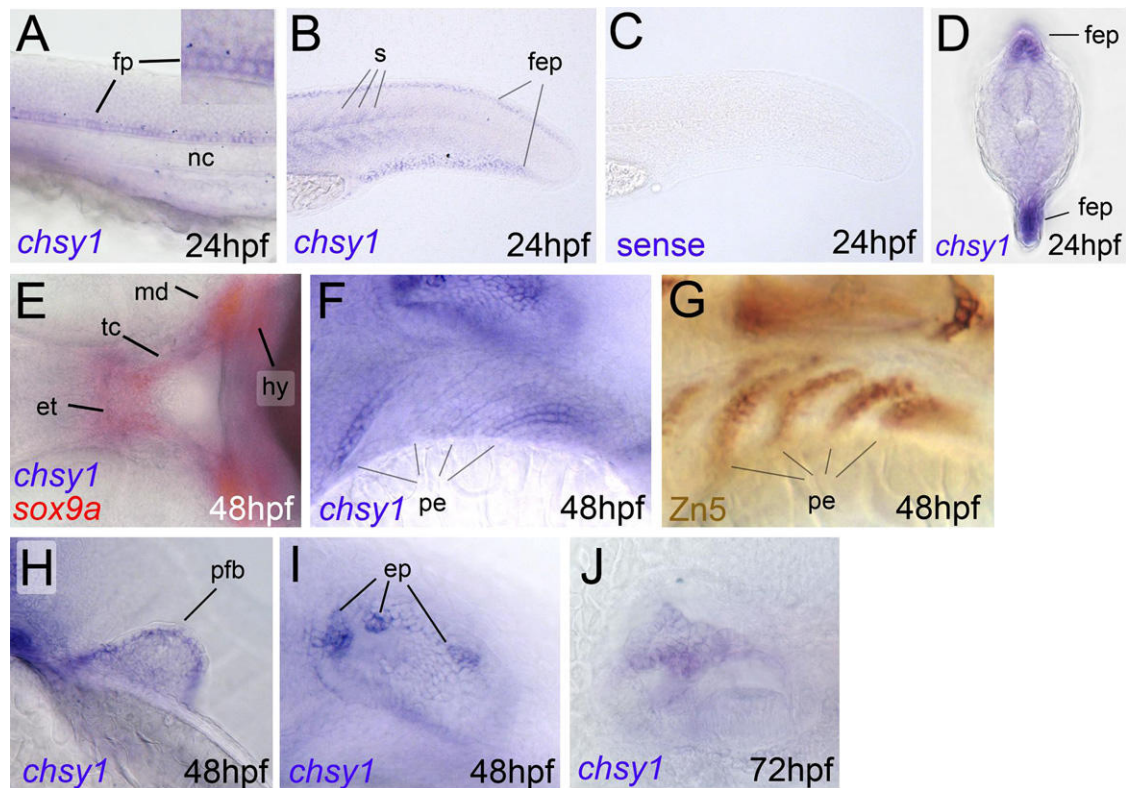 A
fp
nc
chsy1
24hpf
B
s
fep
chsy1
24hpf
C
sense
24hpf
D
fep
fep
chsy1
24hpf
E
md
tc
et
hy
chsy1
sox9a
48hpf
F
pe
chsy1
48hpf
G
pe
Zn5
48hpf
H
pfb
chsy1
48hpf
I
ep
chsy1
48hpf
J
chsy1
72hpf